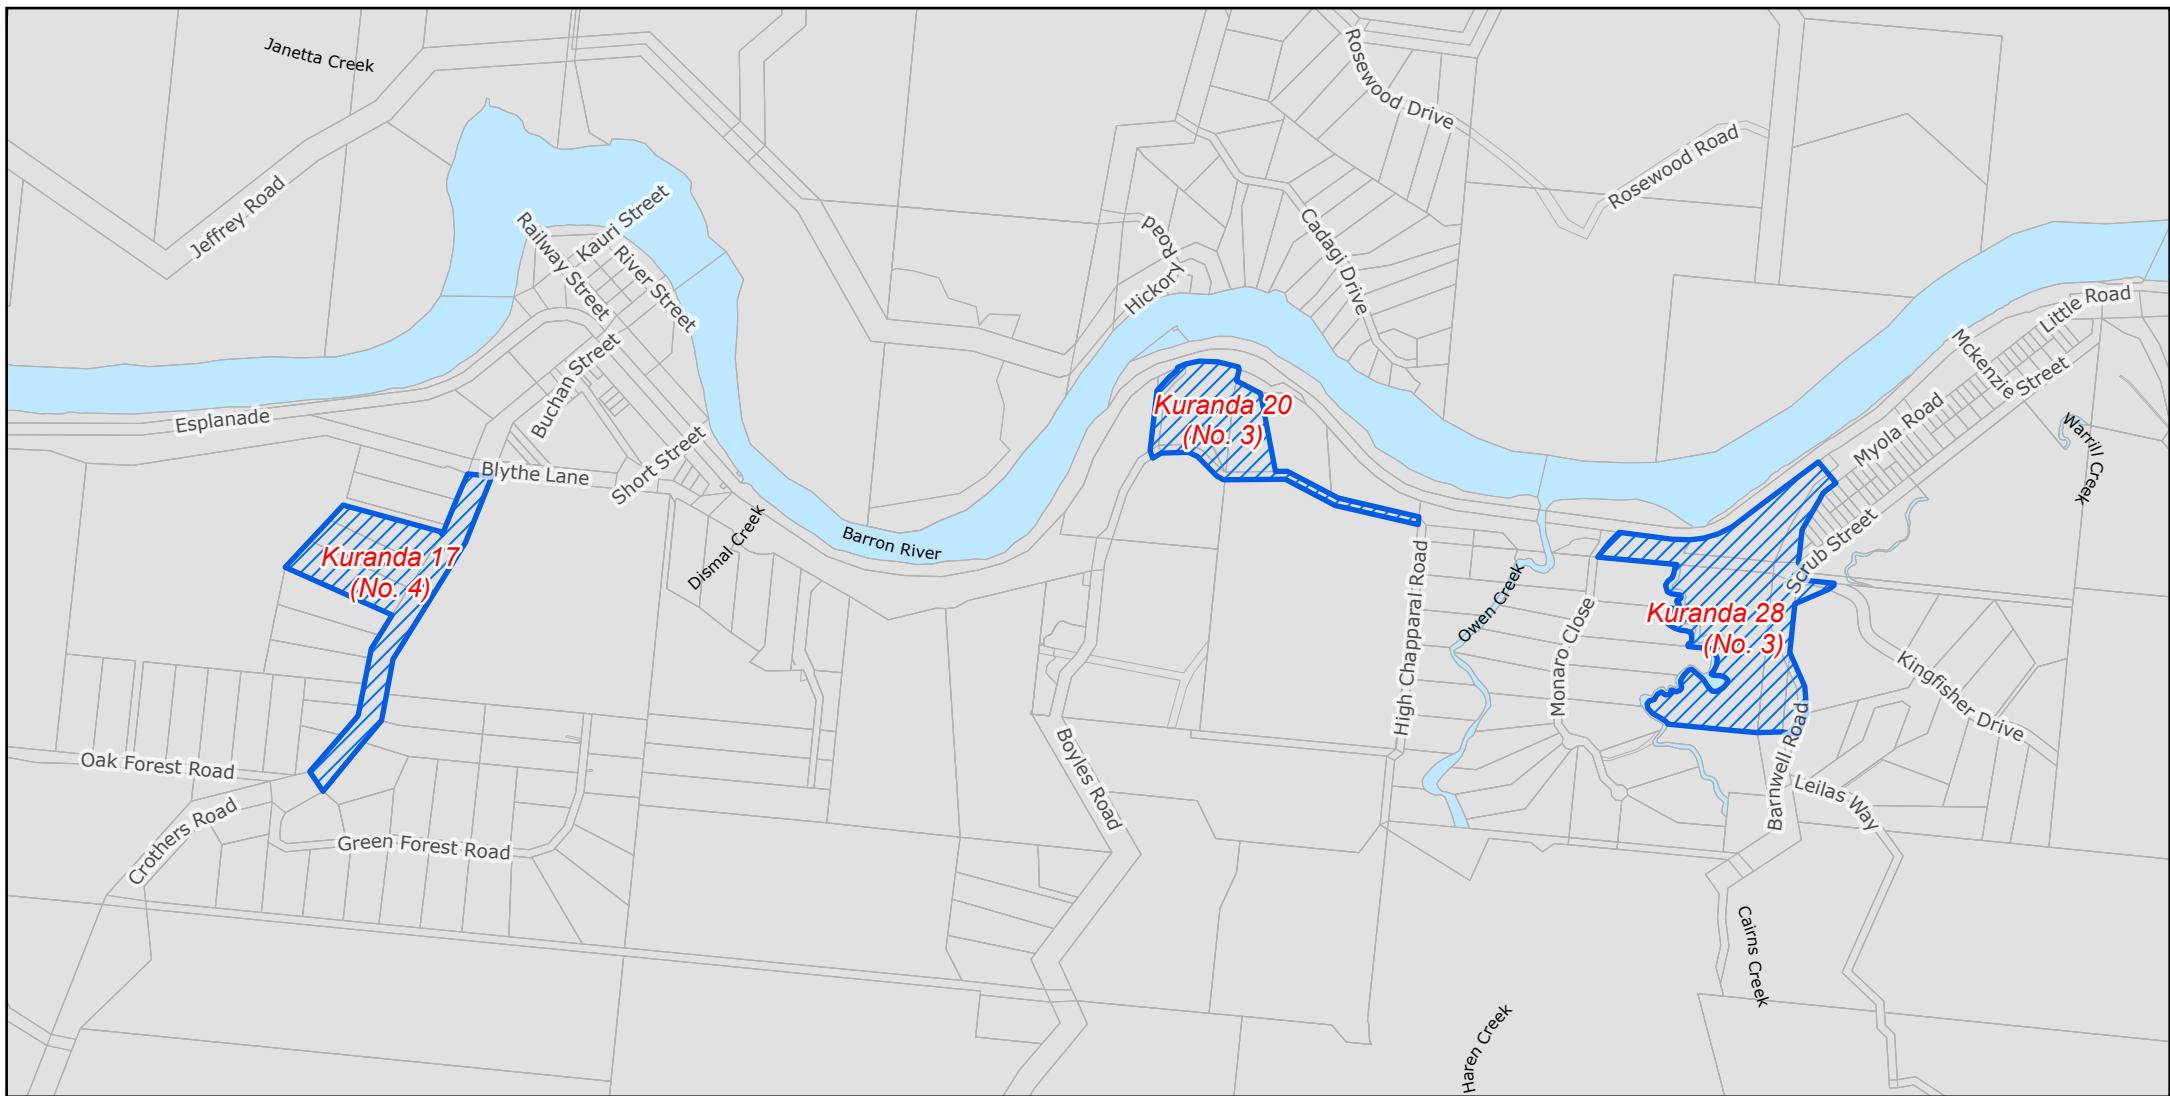 Janetta Creek
Rosewood Drive
Rosewood Road
Jeffrey Road
Kauri Street
Railway Street
River Street
Hickory Road
Cadagi Drive
Little Road
Mckenzie Street
Buchan Street
Esplanade
Myola Road
Warrill Creek
Kuranda 20
(No. 3)
Blythe Lane
Short Street
Dismal Creek
Barron River
Scrub Street
Kuranda 17
(No. 4)
High Chapparal Road
Owen Creek
Monaro Close
Kuranda 28
(No. 3)
Kingfisher Drive
Oak Forest Road
Boyles Road
Barnwell Road
Leilas Way
Crothers Road
Green Forest Road
Cairns Creek
Haren Creek